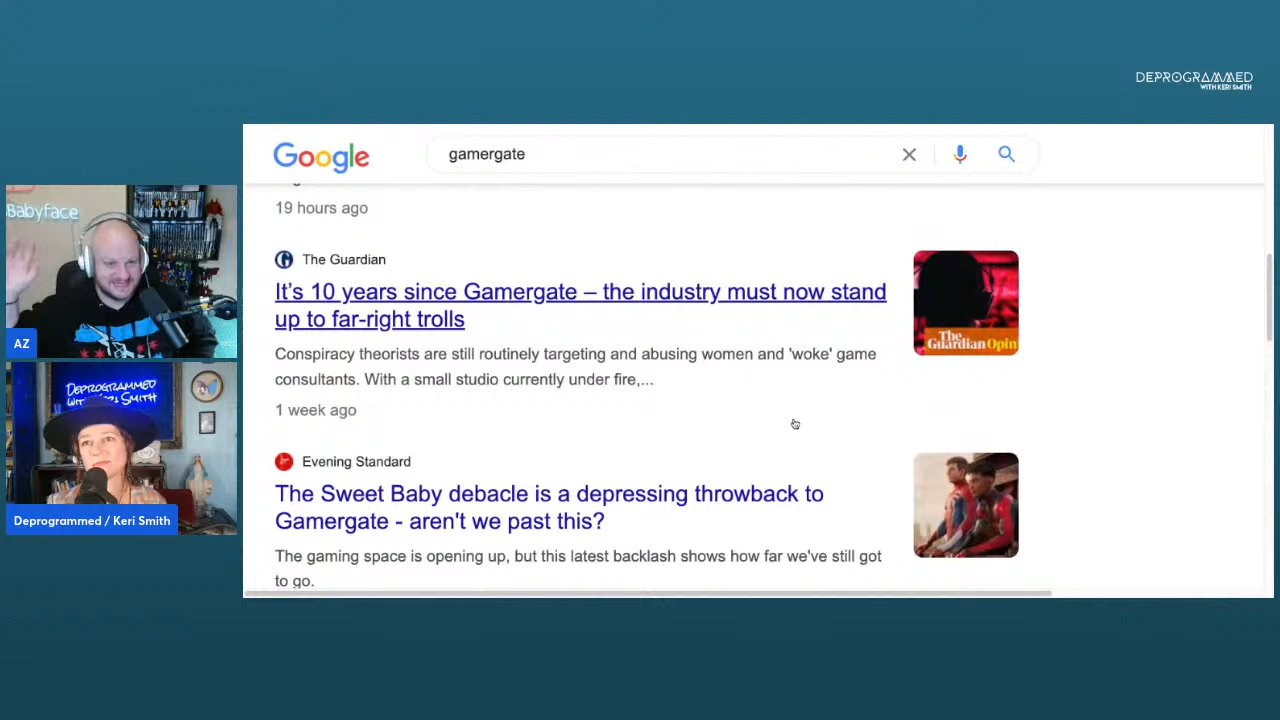 DEPROGRAMMED
WITH KERI SMITH
Google
gamergate
19 hours ago
The Guardian
It's 10 years since Gamergate – the industry must now stand
up to far-right trolls
Conspiracy theorists are still routinely targeting and abusing women and 'woke' game
consultants. With a small studio currently under fire,...
1 week ago
The
Guardian Opin
Evening Standard
The Sweet Baby debacle is a depressing throwback to
Gamergate - aren't we past this?
The gaming space is opening up, but this latest backlash shows how far we've still got
to go.
Babyface
AZ
DEPROGRAMMED
WITH KERI SMITH
Deprogrammed / Keri Smith